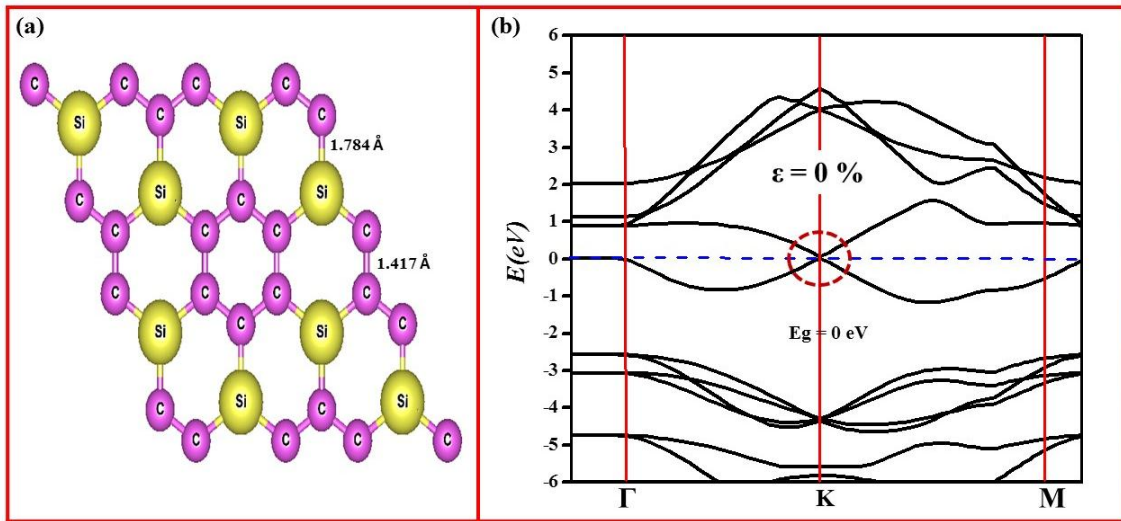 (a)
C C C C
Si C Si C
1.784 Å
C Si C Si
C C C C
1.417 Å
C C C C
Si C Si C
C Si C Si
C C C C
(b)
E(eV)
6
5
4
3
2
1
0
-1
-2
-3
-4
-5
-6
ε = 0 %
Eg = 0 eV
Γ K M